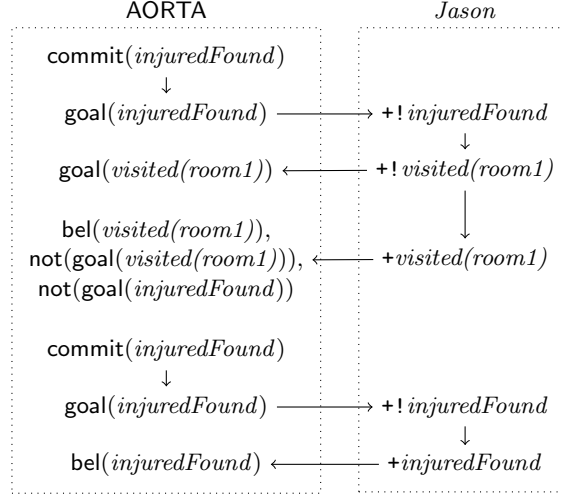 AORTA Jason
commit(injuredFound)
goal(injuredFound) +!injuredFound
goal(visited(room1)) +!visited(room1)
bel(visited(room1)),
not(goal(visited(room1))), +visited(room1)
not(goal(injuredFound))
commit(injuredFound)
goal(injuredFound) +!injuredFound
bel(injuredFound) +injuredFound